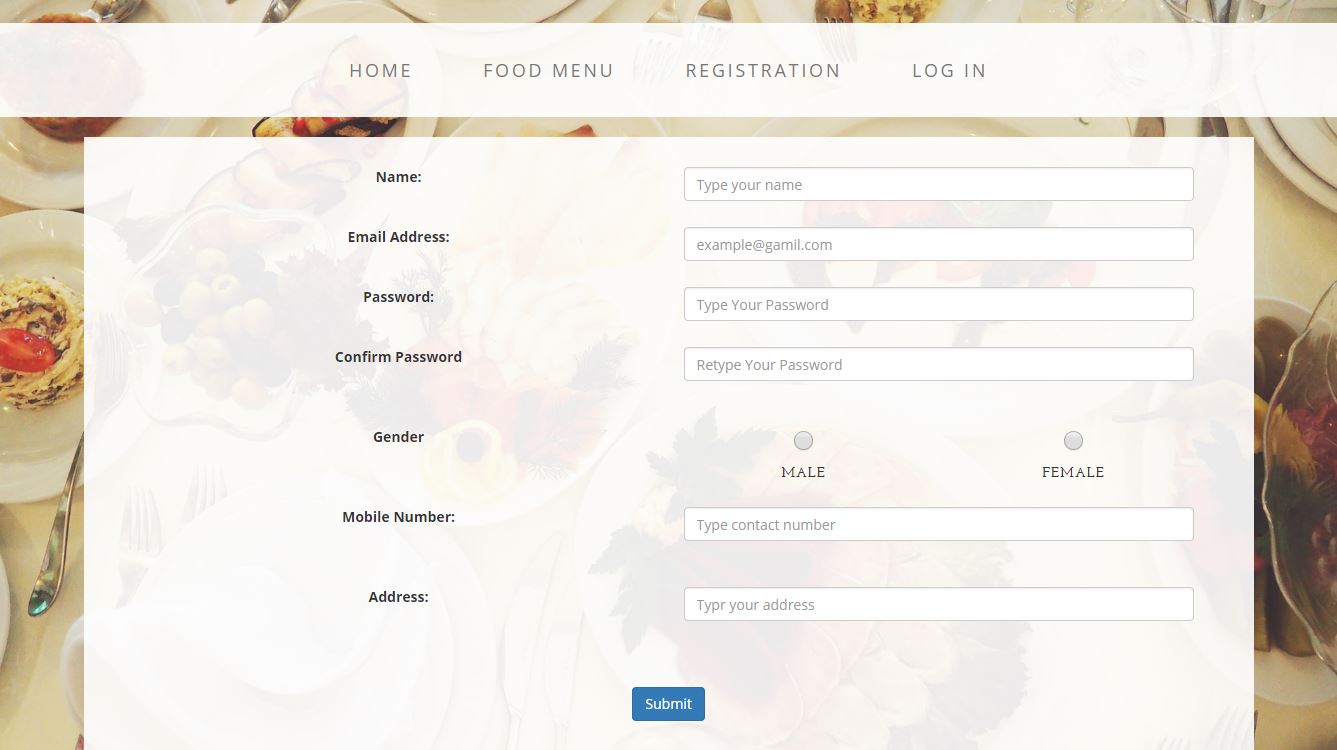 HOME FOOD MENU REGISTRATION LOG IN
Name: Type your name
Email Address: example@gamil.com
Password: Type Your Password
Confirm Password Retype Your Password
Gender
MALE FEMALE
Mobile Number: Type contact number
Address: Typr your address
Submit